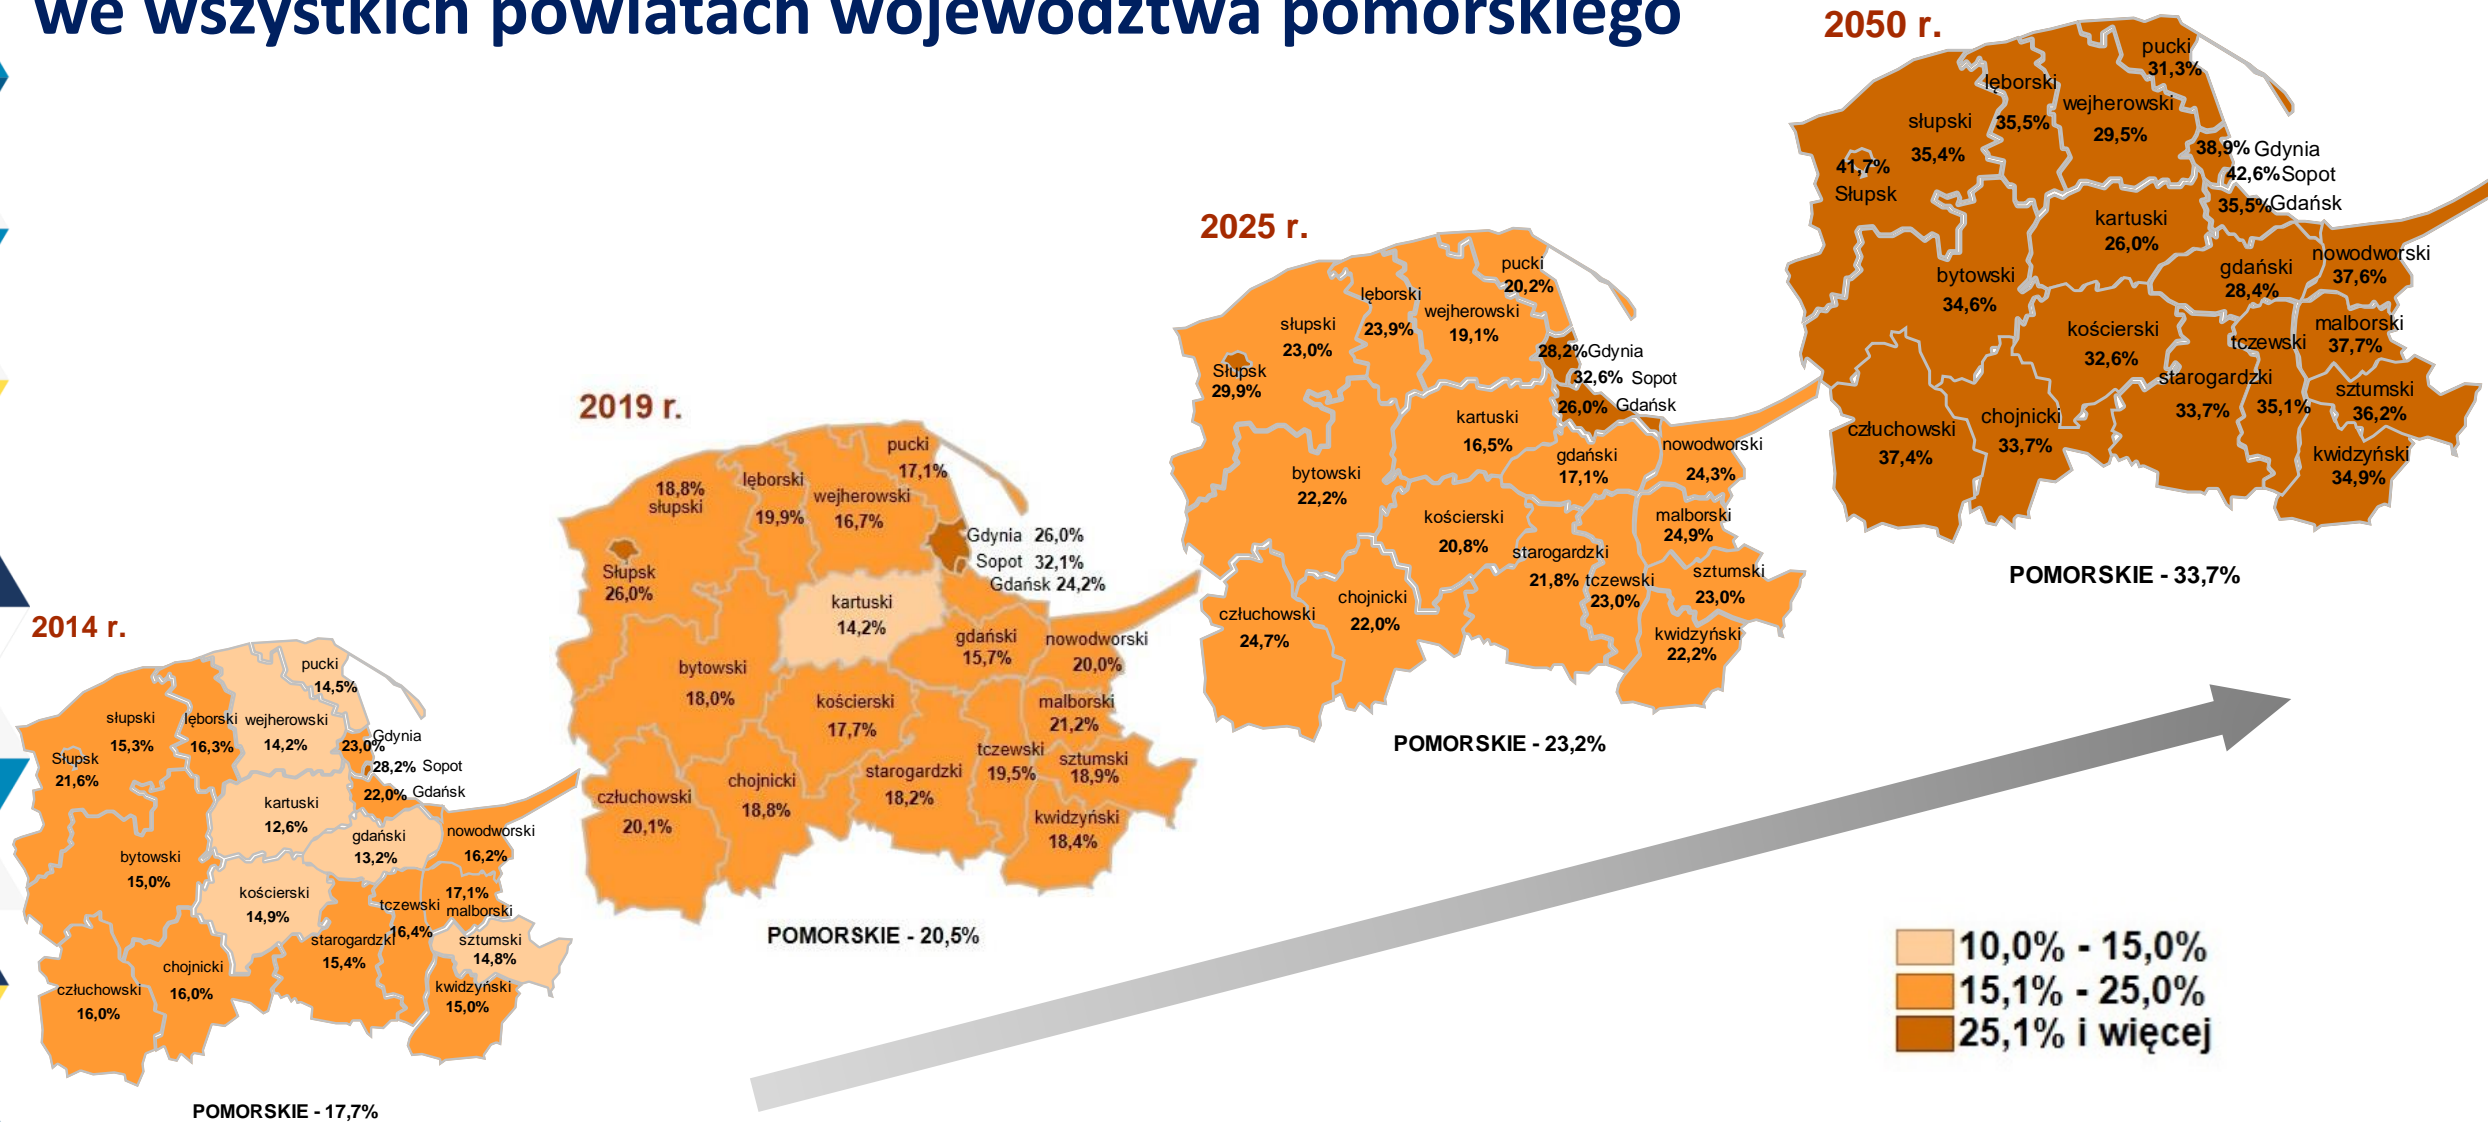 we wszystkich powiatach województwa pomorskiego
2014 r.
pucki
14,5%
słupski
15,3%
lęborski
16,3%
wejherowski
14,2%
Gdynia
23,0%
Słupsk
21,6%
28,2% Sopot
22,0% Gdańsk
kartuski
12,6%
gdański
13,2%
nowodworski
16,2%
bytowski
15,0%
kościerski
14,9%
17,1%
malborski
tczewski
16,4%
starogardzki
15,4%
sztumski
14,8%
chojnicki
16,0%
człuchowski
16,0%
kwidzyński
15,0%
POMORSKIE - 17,7%
2019 r.
pucki
17,1%
18,8%
słupski
lęborski
19,9%
wejherowski
16,7%
Gdynia 26,0%
Sopot 32,1%
Gdańsk 24,2%
Słupsk
26,0%
kartuski
14,2%
gdański
15,7%
nowodworski
20,0%
bytowski
18,0%
kościerski
17,7%
malborski
21,2%
tczewski
19,5%
sztumski
18,9%
starogardzki
18,2%
chojnicki
18,8%
człuchowski
20,1%
kwidzyński
18,4%
POMORSKIE - 20,5%
2025 r.
pucki
20,2%
lęborski
23,9%
wejherowski
19,1%
słupski
23,0%
28,2% Gdynia
32,6% Sopot
26,0% Gdańsk
Słupsk
29,9%
kartuski
16,5%
gdański
17,1%
nowodworski
24,3%
bytowski
22,2%
kościerski
20,8%
malborski
24,9%
starogardzki
21,8%
tczewski
23,0%
sztumski
23,0%
chojnicki
22,0%
człuchowski
24,7%
kwidzyński
22,2%
POMORSKIE - 23,2%
2050 r.
pucki
31,3%
lęborski
35,5%
wejherowski
29,5%
słupski
35,4%
38,9% Gdynia
42,6% Sopot
35,5% Gdańsk
41,7%
Słupsk
kartuski
26,0%
gdański
28,4%
nowodworski
37,6%
bytowski
34,6%
kościerski
32,6%
malborski
37,7%
tczewski
35,1%
starogardzki
33,7%
sztumski
36,2%
chojnicki
33,7%
człuchowski
37,4%
kwidzyński
34,9%
POMORSKIE - 33,7%
10,0% - 15,0%
15,1% - 25,0%
25,1% i więcej